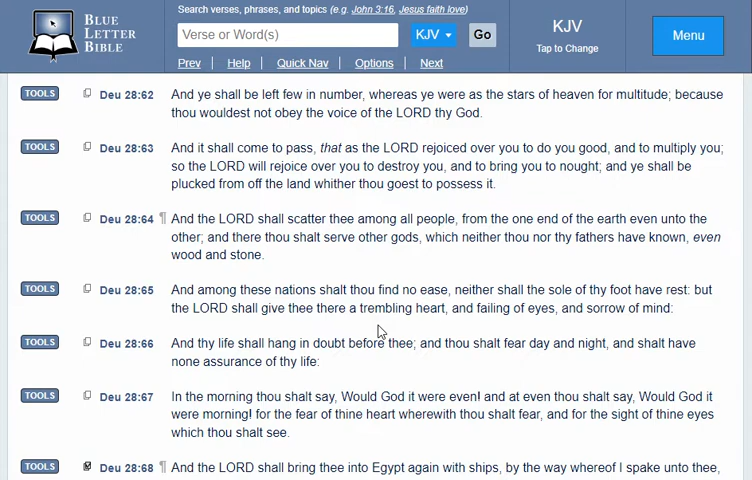 BLUE
LETTER
BIBLE
Search verses, phrases, and topics (e.g. John 3:16, Jesus faith love)
Verse or Word(s)
KJV
Go
Prev Help Quick Nav Options Next
KJV
Tap to Change
Menu
TOOLS Deu 28:62 And ye shall be left few in number, whereas ye were as the stars of heaven for multitude; because
thou wouldest not obey the voice of the LORD thy God.
TOOLS Deu 28:63 And it shall come to pass, that as the LORD rejoiced over you to do you good, and to multiply you;
so the LORD will rejoice over you to destroy you, and to bring you to nought; and ye shall be
plucked from off the land whither thou goest to possess it.
TOOLS Deu 28:64 ¶ And the LORD shall scatter thee among all people, from the one end of the earth even unto the
other; and there thou shalt serve other gods, which neither thou nor thy fathers have known, even
wood and stone.
TOOLS Deu 28:65 And among these nations shalt thou find no ease, neither shall the sole of thy foot have rest: but
the LORD shall give thee there a trembling heart, and failing of eyes, and sorrow of mind:
TOOLS Deu 28:66 And thy life shall hang in doubt before thee; and thou shalt fear day and night, and shalt have
none assurance of thy life:
TOOLS Deu 28:67 In the morning thou shalt say, Would God it were even! and at even thou shalt say, Would God it
were morning! for the fear of thine heart wherewith thou shalt fear, and for the sight of thine eyes
which thou shalt see.
TOOLS Deu 28:68 ¶ And the LORD shall bring thee into Egypt again with ships, by the way whereof I spake unto thee,